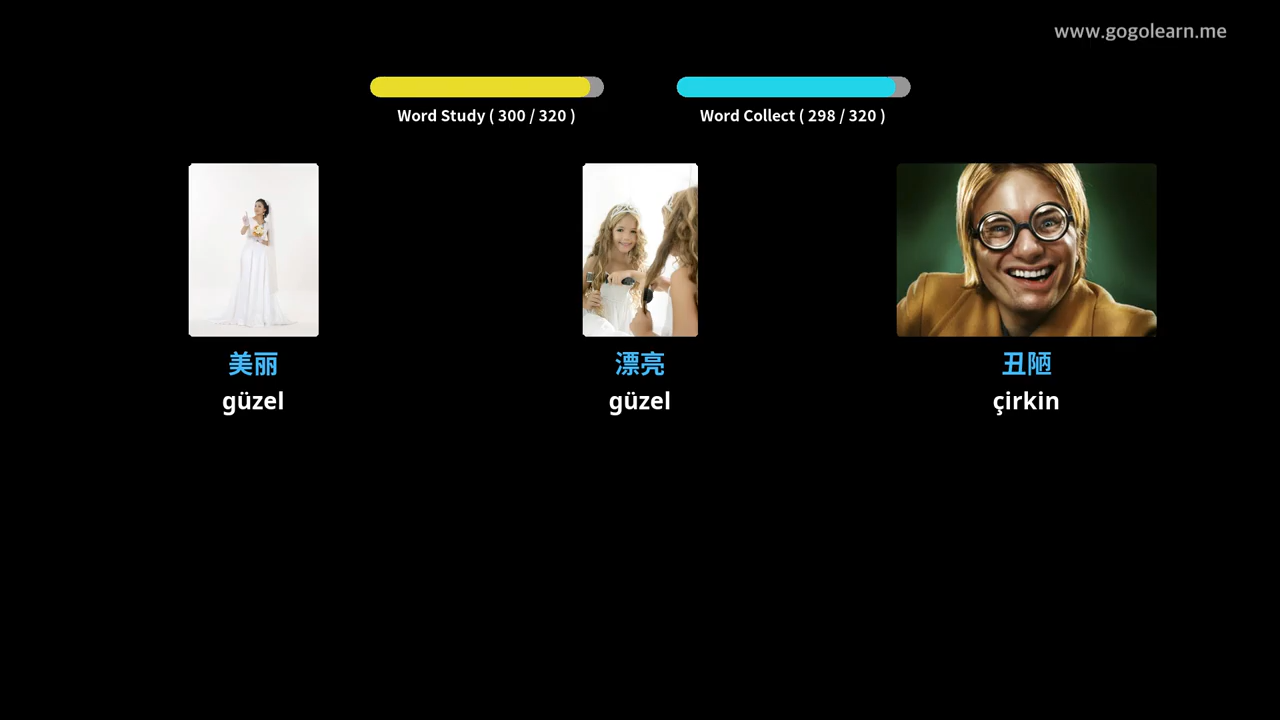 www.gogolearn.me
Word Study ( 300 / 320 )
Word Collect ( 298 / 320 )
美丽
güzel
漂亮
güzel
丑陋
çirkin